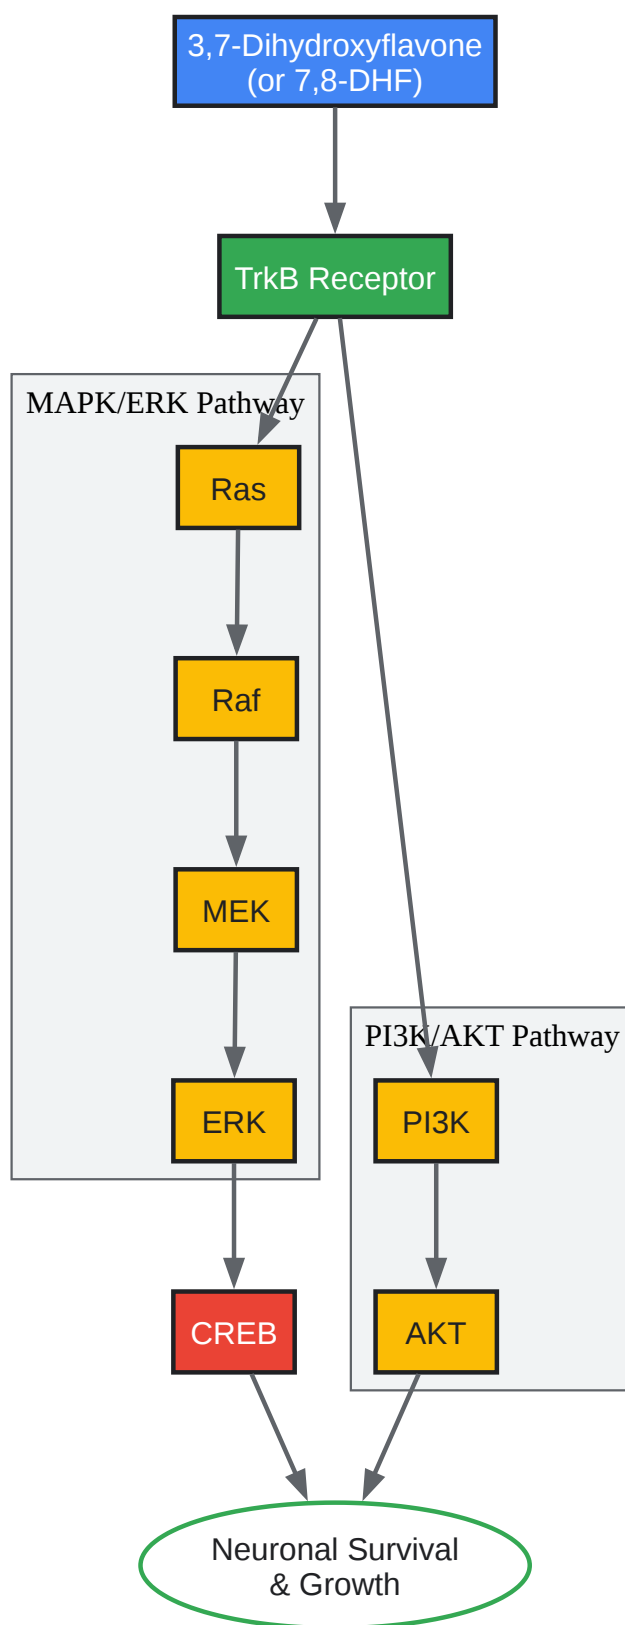 3,7-Dihydroxyflavone
(or 7,8-DHF)
TrkB Receptor
MAPK/ERK Pathway
Ras
Raf
MEK
ERK
PI3K/AKT Pathway
PI3K
CREB
AKT
Neuronal Survival
& Growth